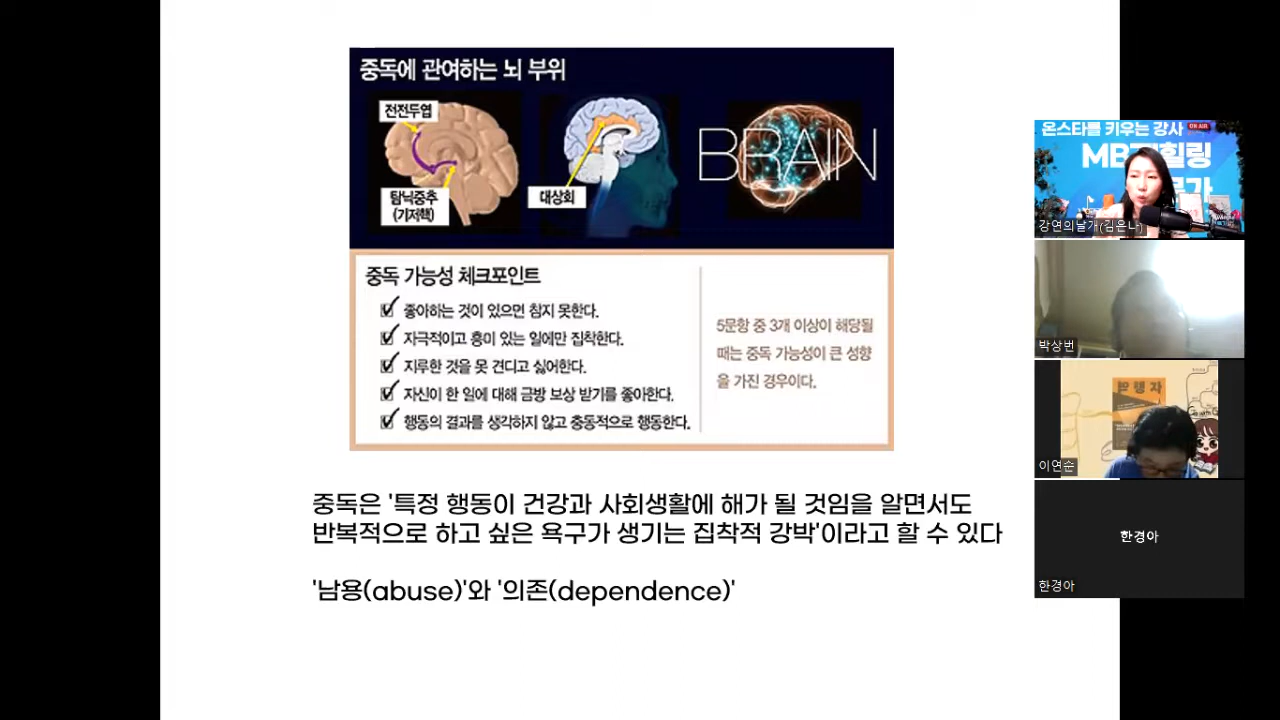 중독에 관여하는 뇌 부위
전전두엽
탐닉중추
(기저핵)
대상회
BRAIN
중독 가능성 체크포인트
좋아하는 것이 있으면 참지 못한다.
자극적이고 흥미 있는 일에만 집착한다.
지루한 것을 못 견디고 싫어한다.
자신이 한 일에 대해 금방 보상 받기를 좋아한다.
행동의 결과를 생각하지 않고 충동적으로 행동한다.
5문항 중 3개 이상이 해당될
때는 중독 가능성이 큰 성향
을 가진 경우이다.
중독은 '특정 행동이 건강과 사회생활에 해가 될 것임을 알면서도
반복적으로 하고 싶은 욕구가 생기는 집착적 강박'이라고 할 수 있다
'남용(abuse)'와 '의존(dependence)'
온스타를 키우는 강사
ON AIR
힐링
강연의날개(김은나)
박상번
이연순
한경아
한경아